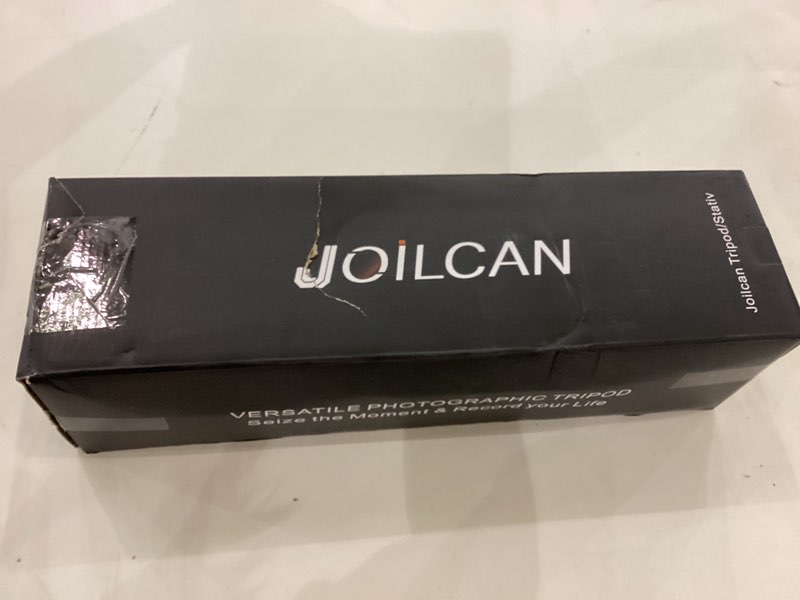 JOILCAN
Joilcan Tripod/Stativ
VERSATILE PHOTOGRAPHIC TRIPOD
Seize the Moment & Record your Life